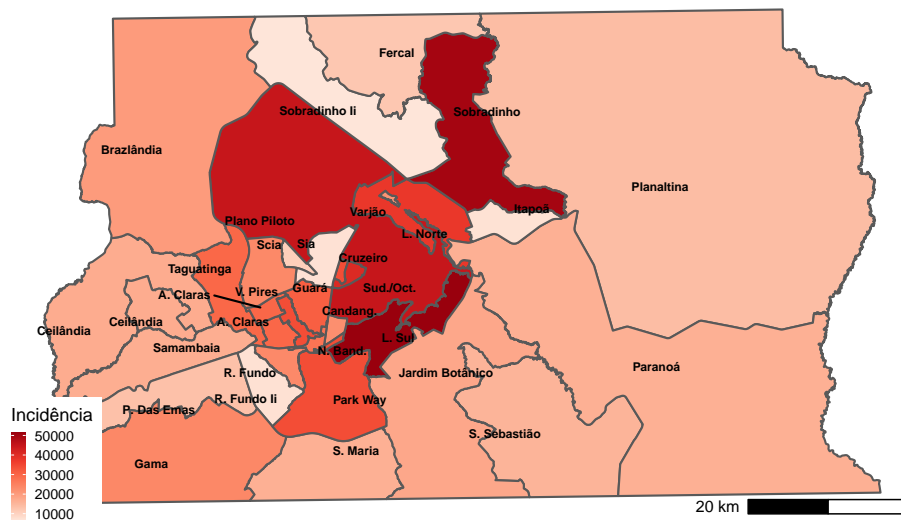 Fercal
Sobradinho Ii
Sobradinho
Brazlândia
Planaltina
Plano Piloto
Varjão
Itapoã
L. Norte
Scia
Sia
Cruzeiro
Taguatinga
V. Pires
Guará
Sud./Oct.
A. Claras
Candang.
Ceilândia
Ceilândia
A. Claras
L. Sul
Samambaia
N. Band.
R. Fundo
Jardim Botânico
Paranoá
R. Fundo Ii
Park Way
P. Das Emas
S. Sebastião
S. Maria
Gama
Incidência
50000
40000
30000
20000
10000
20 km